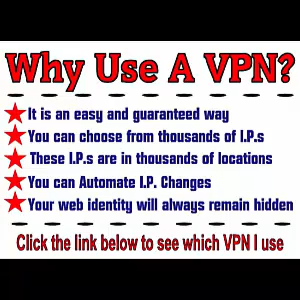 Why Use A VPN?
It is an easy and guaranteed way
You can choose from thousands of I.P.s
These I.P.s are in thousands of locations
You can Automate I.P. Changes
Your web identity will always remain hidden
Click the link below to see which VPN I use